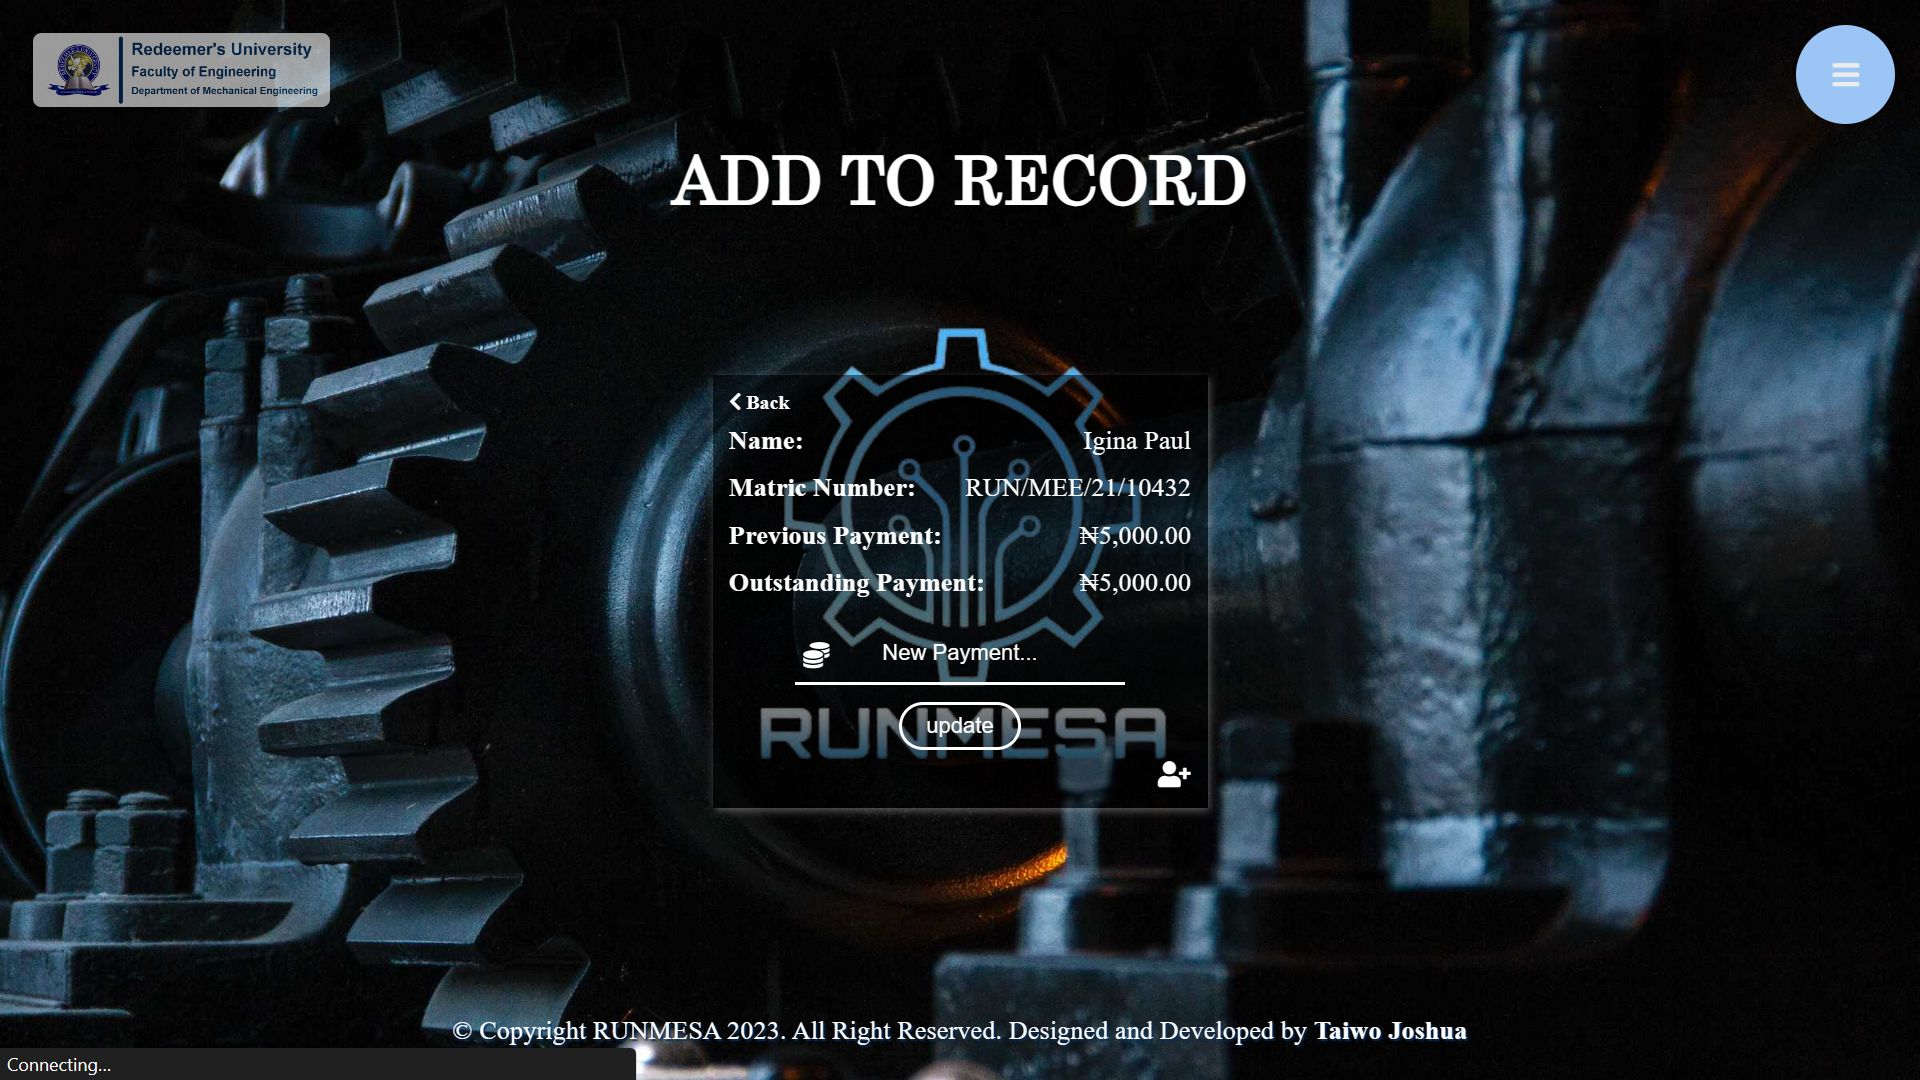 Redeemer's University
Faculty of Engineering
Department of Mechanical Engineering
ADD TO RECORD
Back
Name: Igina Paul
Matric Number: RUN/MEE/21/10432
Previous Payment: ₦5,000.00
Outstanding Payment: ₦5,000.00
New Payment...
update
RUNMESA
© Copyright RUNMESA 2023. All Right Reserved. Designed and Developed by Taiwo Joshua
Connecting...